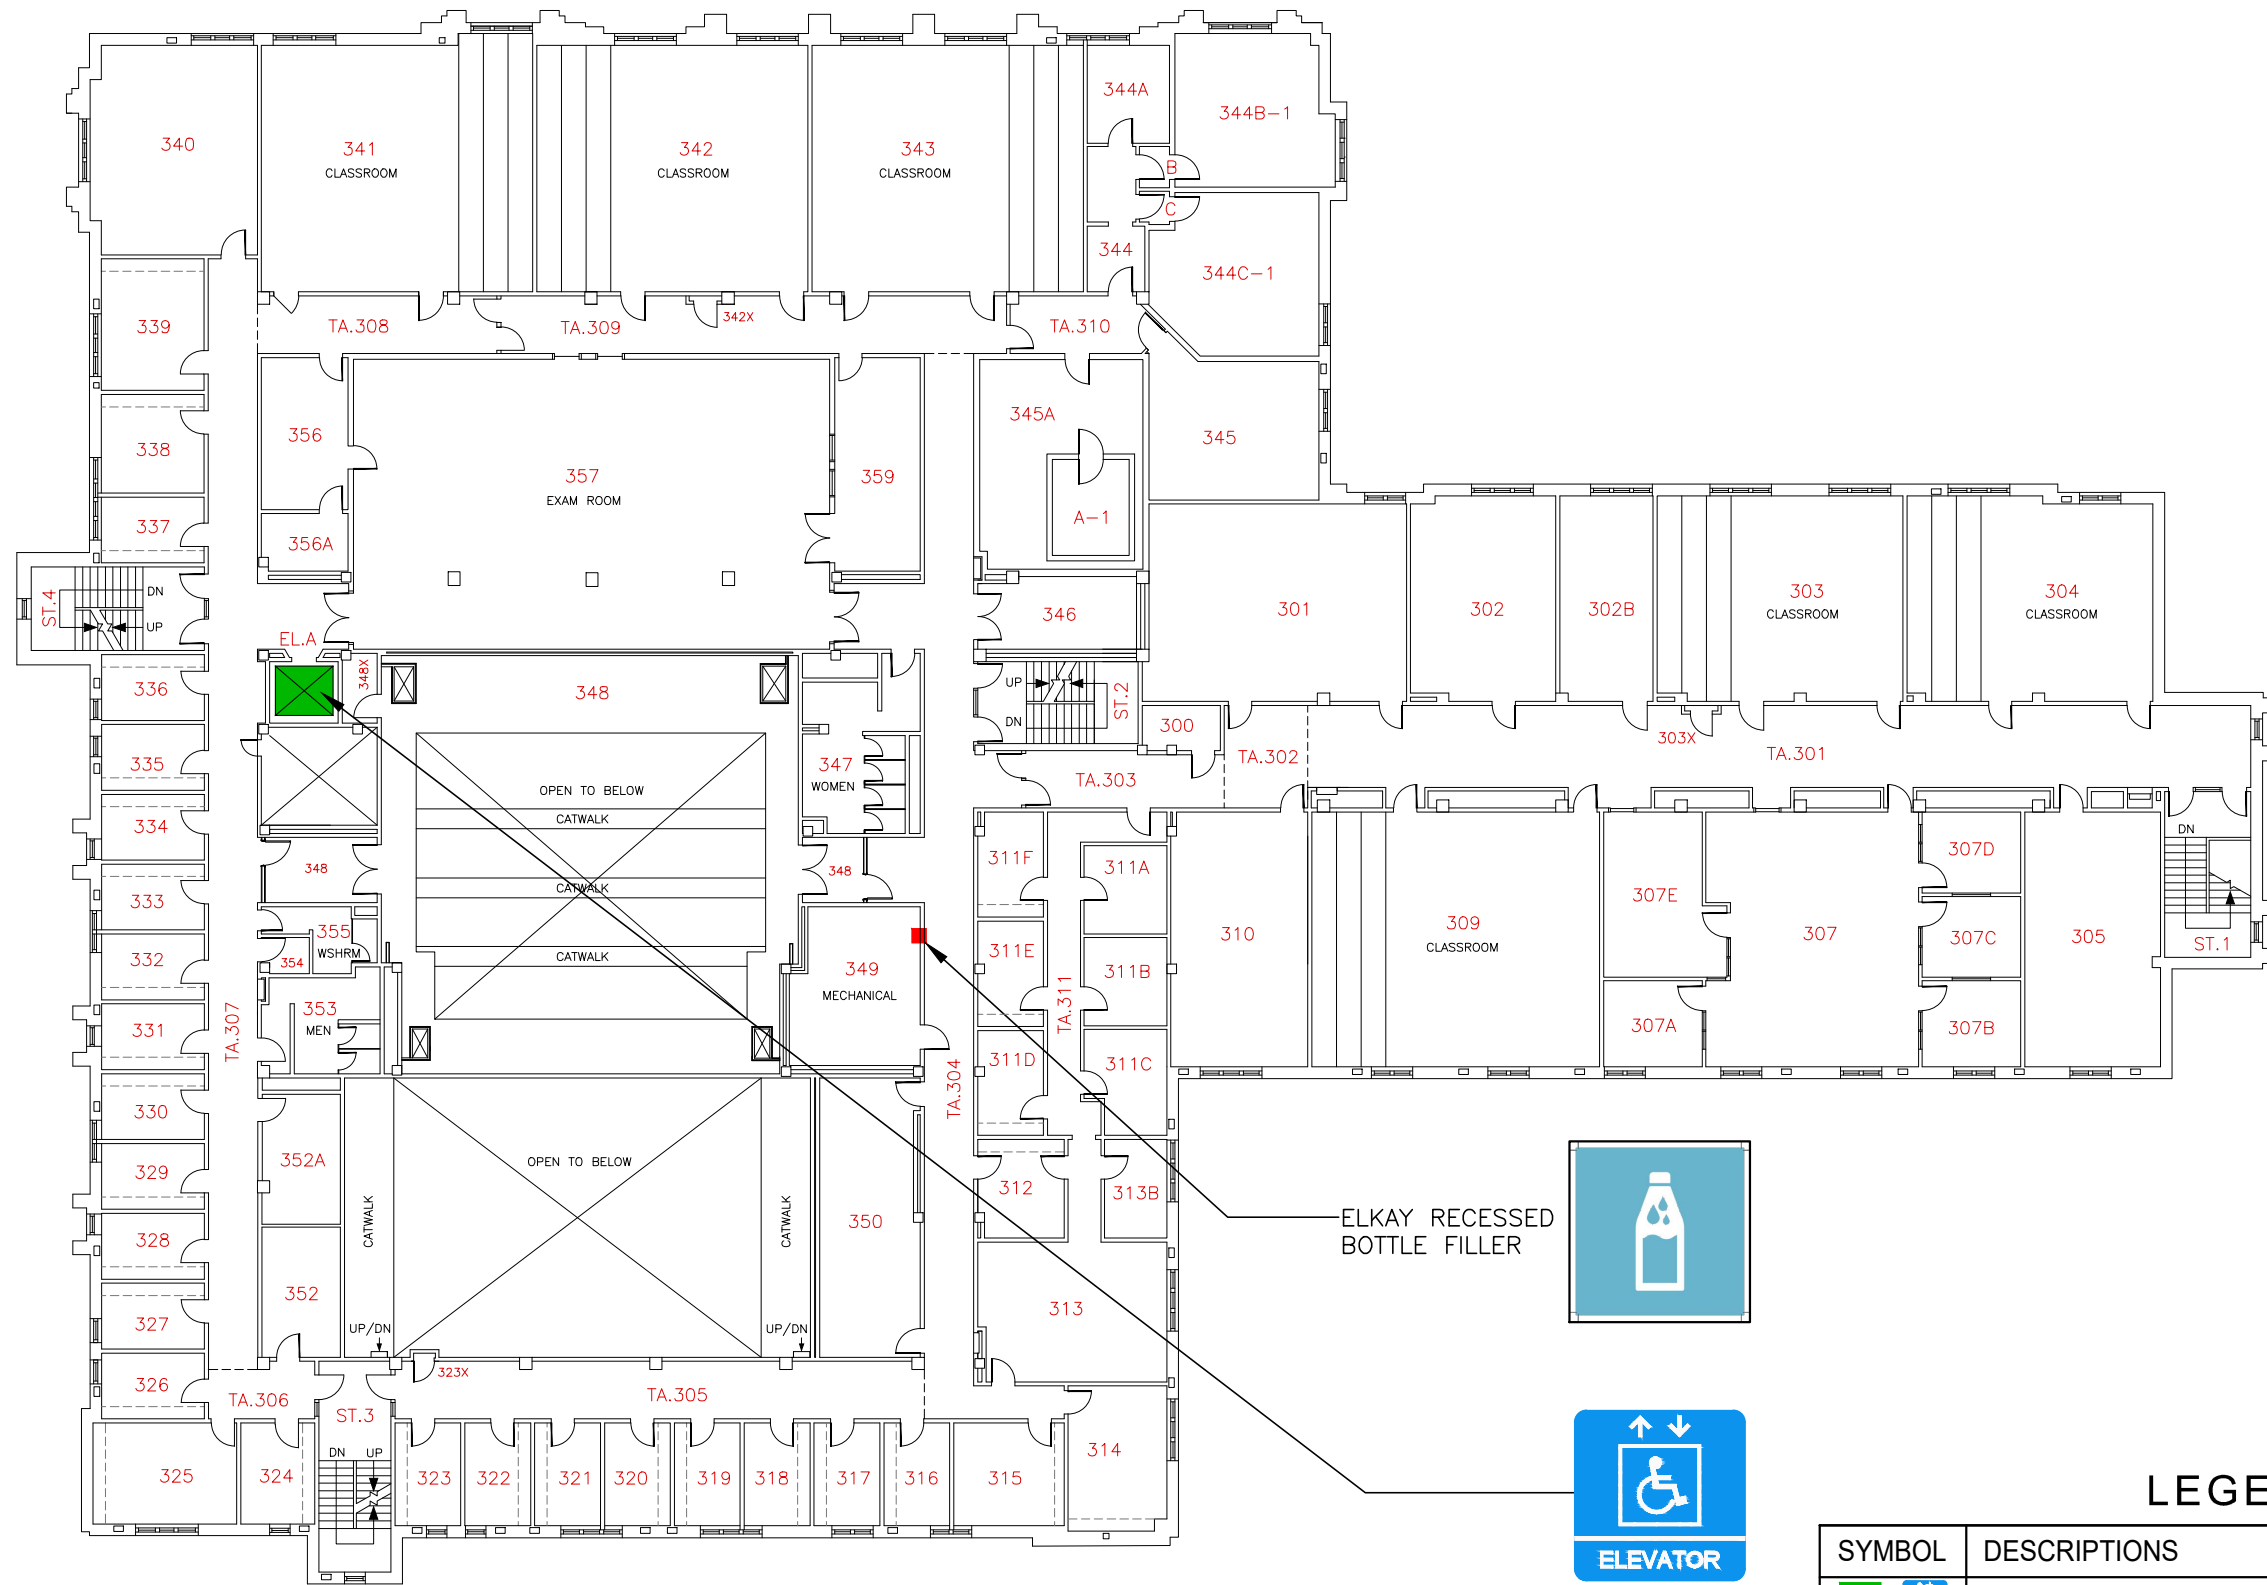 344A
344B-1
340
341
CLASSROOM
342
CLASSROOM
343
CLASSROOM
B
C
344
344C-1
339
TA.308
TA.309
342X
TA.310
338
356
345A
345
357
EXAM ROOM
359
337
356A
A-1
ST.4
DN
UP
EL.A
346
301
302
302B
303
CLASSROOM
304
CLASSROOM
336
348X
348
UP
DN
ST.2
300
303X
TA.301
TA.302
TA.303
335
347
WOMEN
OPEN TO BELOW
CATWALK
334
311F
311A
DN
307D
348
CATWALK
348
333
307E
355
WSHRM
354
332
CATWALK
349
MECHANICAL
311E
311B
310
309
CLASSROOM
307
307C
305
ST.1
353
MEN
331
TA.307
TA.311
307A
307B
311D
311C
TA.304
330
352A
OPEN TO BELOW
329
312
313B
CATWALK
CATWALK
350
ELKAY RECESSED
BOTTLE FILLER
328
352
313
327
UP/DN
UP/DN
326
323X
TA.306
TA.305
ST.3
DN
UP
325
324
323
322
321
320
319
318
317
316
315
314
ELEVATOR
LEGE
SYMBOL
DESCRIPTIONS